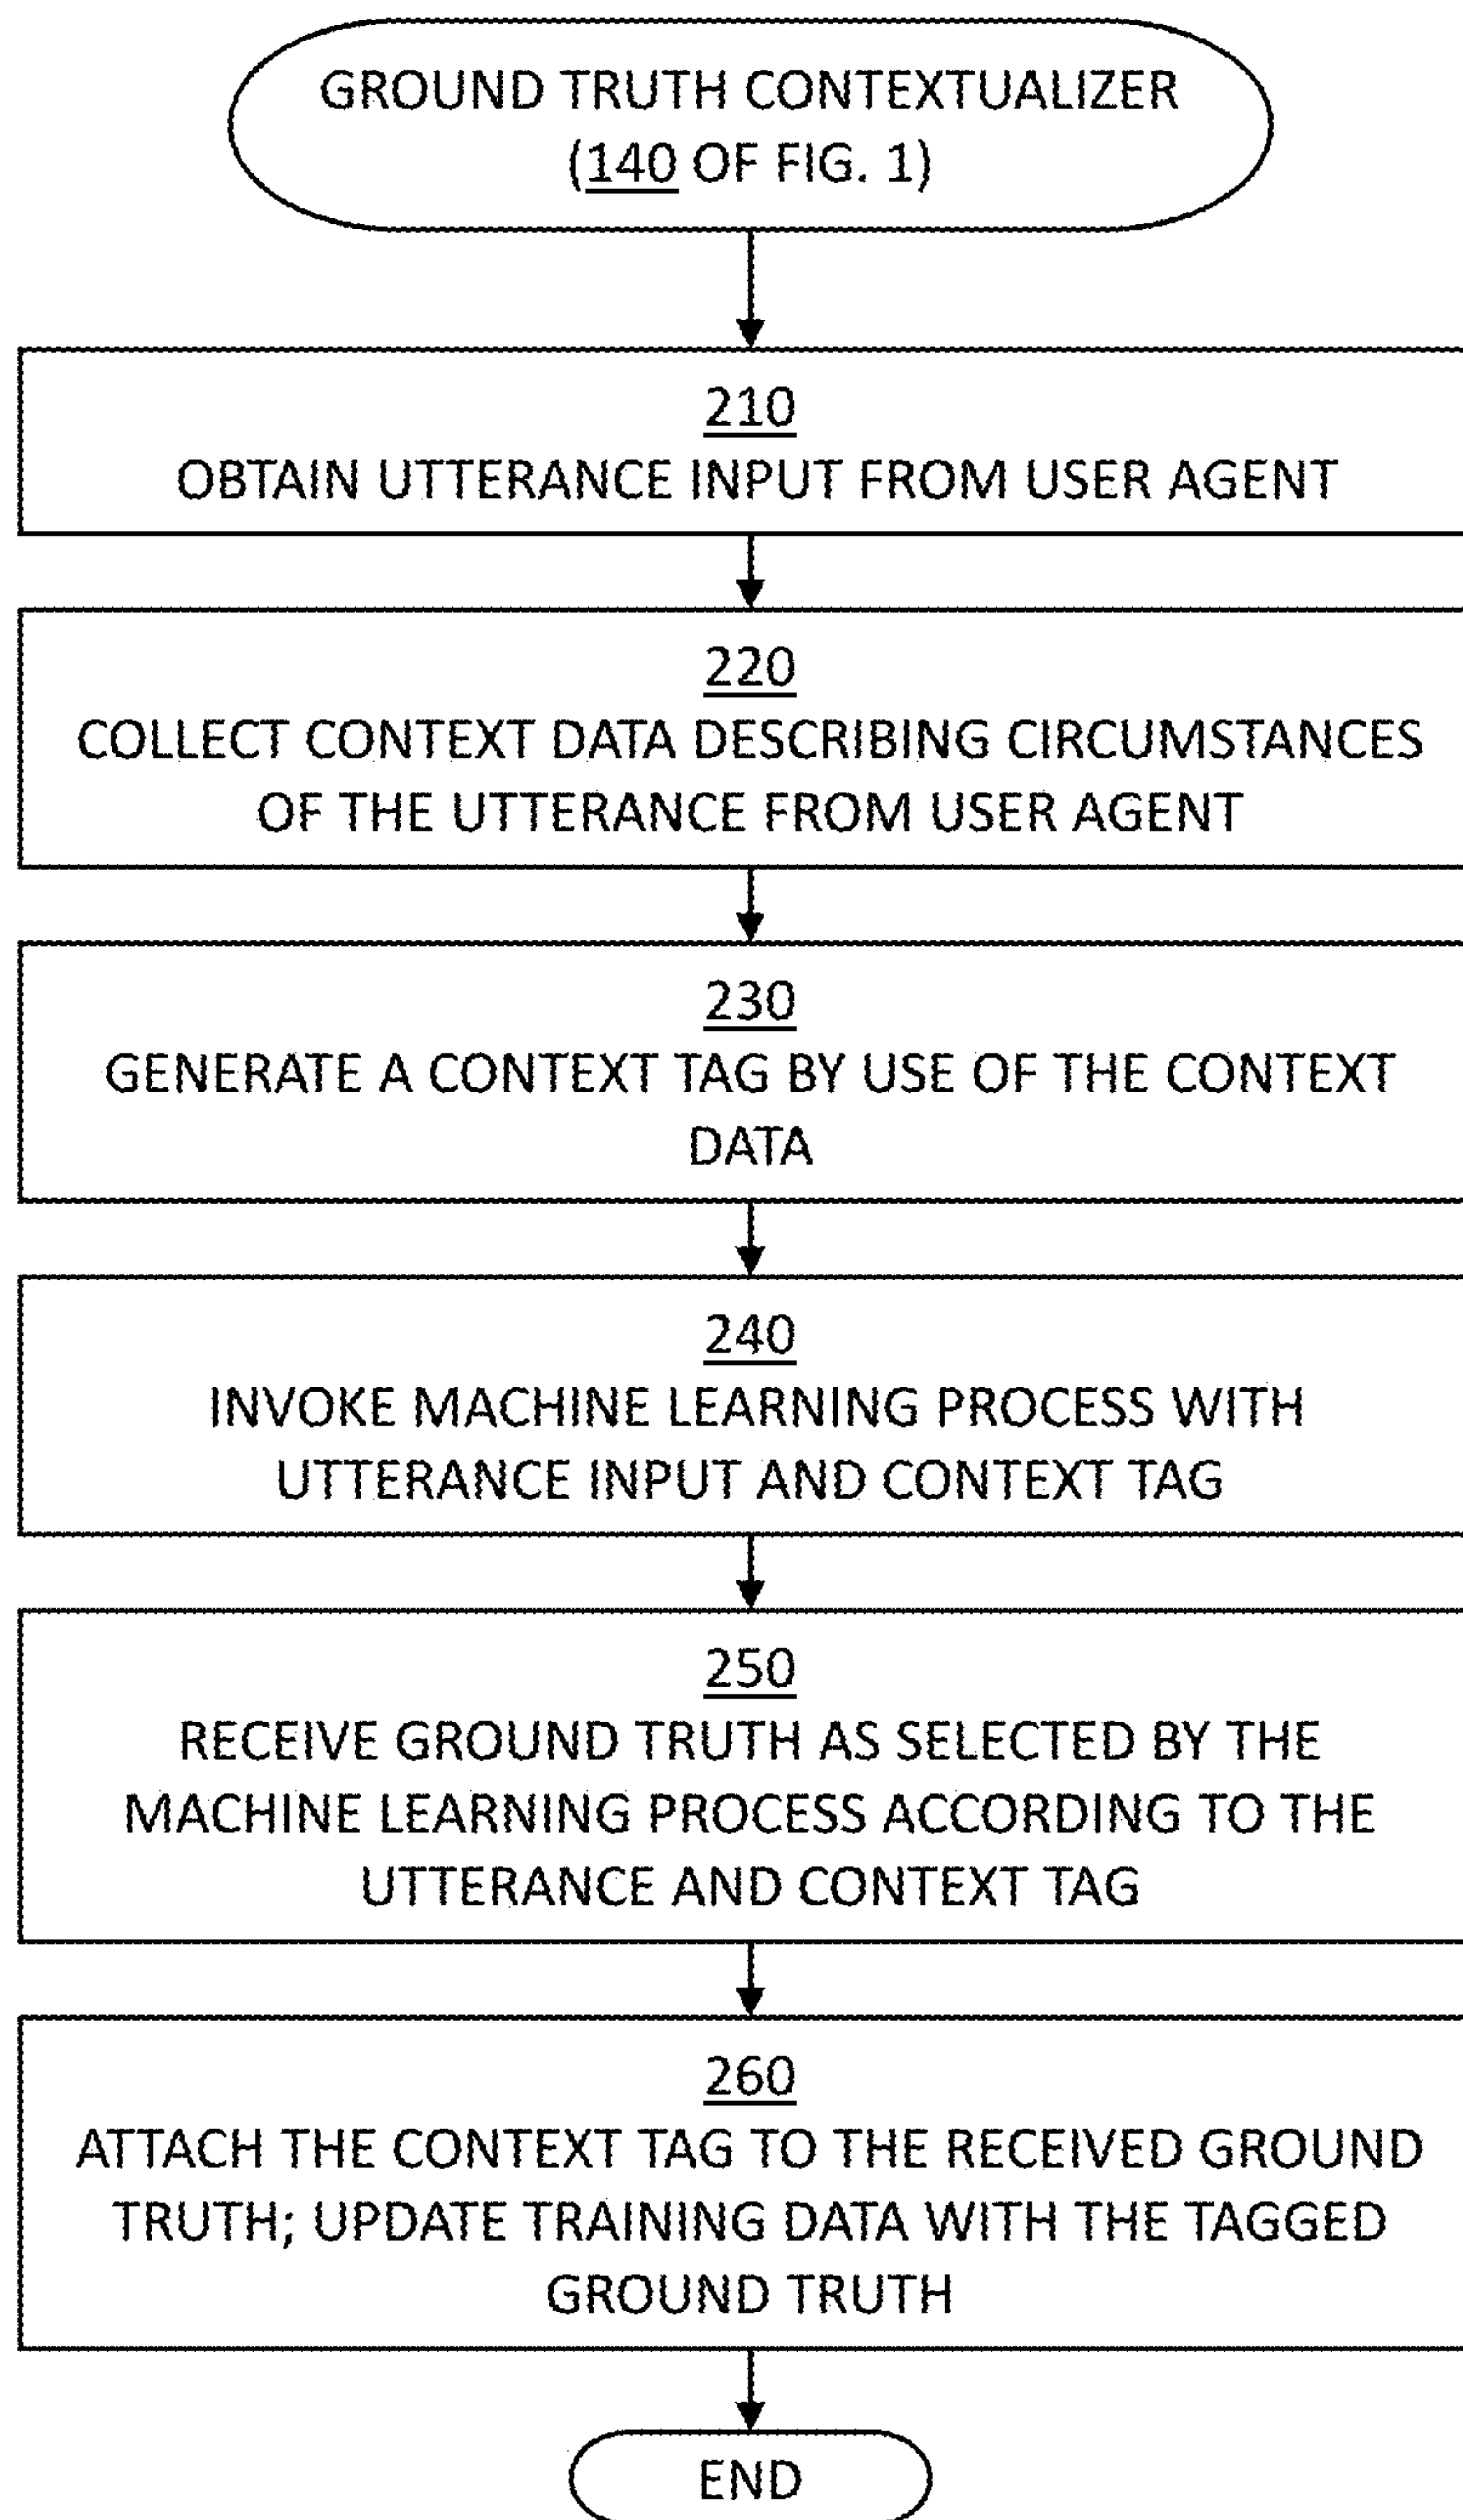 GROUND TRUTH CONTEXTUALIZER
(140 OF FIG. 1)
210
OBTAIN UTTERANCE INPUT FROM USER AGENT
220
COLLECT CONTEXT DATA DESCRIBING CIRCUMSTANCES
OF THE UTTERANCE FROM USER AGENT
230
GENERATE A CONTEXT TAG BY USE OF THE CONTEXT
DATA
240
INVOKE MACHINE LEARNING PROCESS WITH
UTTERANCE INPUT AND CONTEXT TAG
250
RECEIVE GROUND TRUTH AS SELECTED BY THE
MACHINE LEARNING PROCESS ACCORDING TO THE
UTTERANCE AND CONTEXT TAG
260
ATTACH THE CONTEXT TAG TO THE RECEIVED GROUND
TRUTH; UPDATE TRAINING DATA WITH THE TAGGED
GROUND TRUTH
END